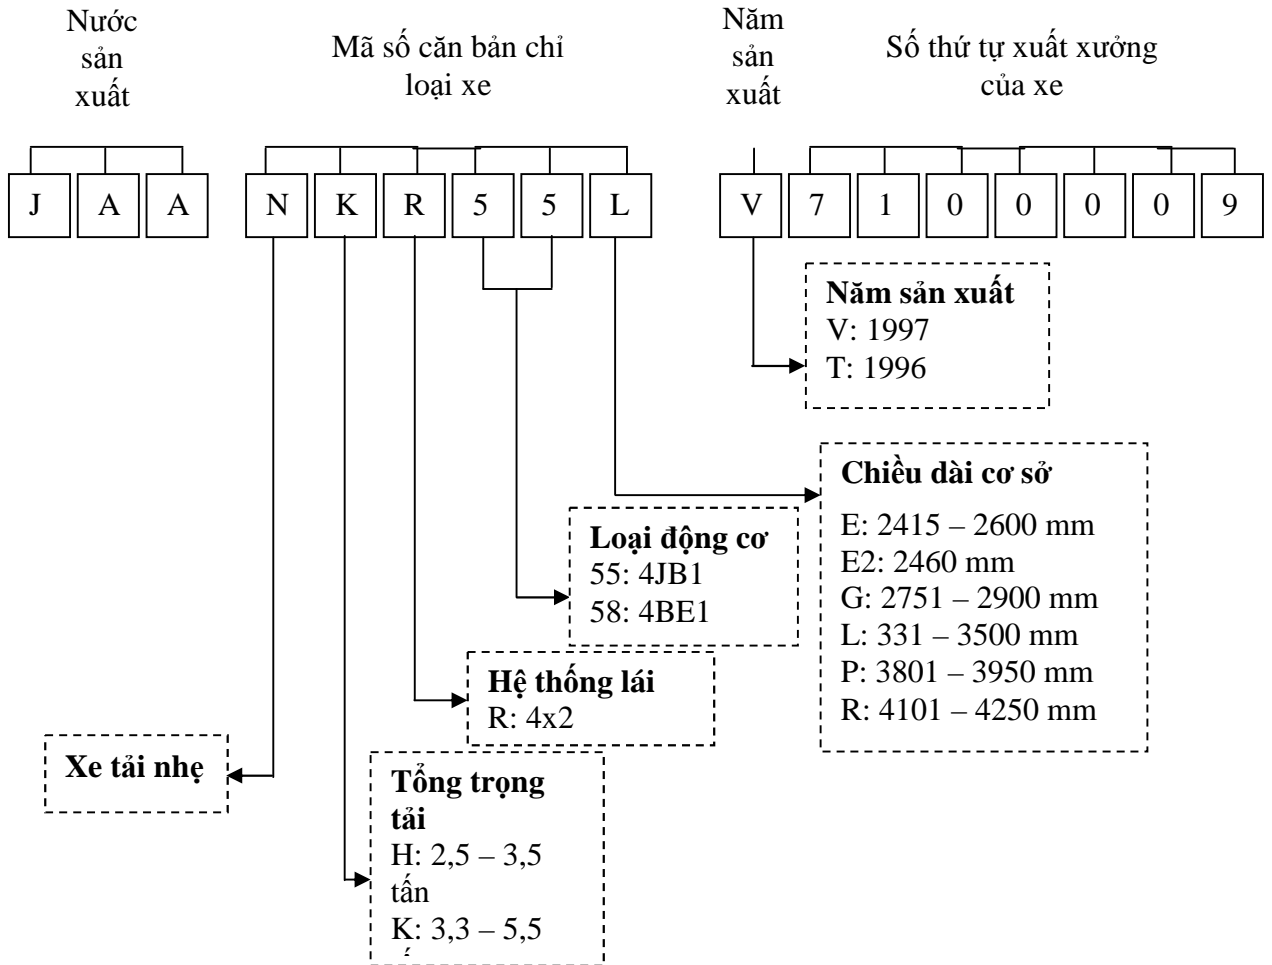 Nước
sản
xuất
Mã số căn bản chỉ
loại xe
Năm
sản
xuất
Số thứ tự xuất xưởng
của xe
J A A N K R 5 5 L V 7 1 0 0 0 0 9
Năm sản xuất
V: 1997
T: 1996
Chiều dài cơ sở
E: 2415 – 2600 mm
E2: 2460 mm
G: 2751 – 2900 mm
L: 331 – 3500 mm
P: 3801 – 3950 mm
R: 4101 – 4250 mm
Loại động cơ
55: 4JB1
58: 4BE1
Hệ thống lái
R: 4x2
Xe tải nhẹ
Tổng trọng
tải
H: 2,5 – 3,5
tấn
K: 3,3 – 5,5